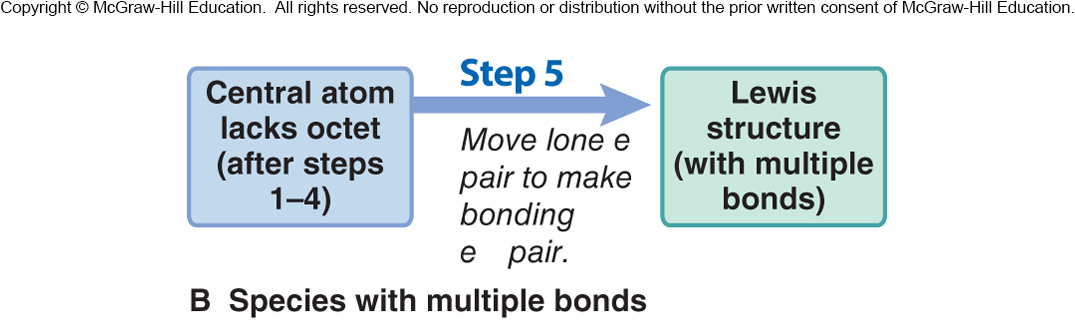 Copyright © McGraw-Hill Education.  All rights reserved. No reproduction or distribution without the prior written consent of McGraw-Hill Education.
Central atom
lacks octet
(after steps
1–4)
Step 5
Move lone e
pair to make
bonding
e pair.
Lewis
structure
(with multiple
bonds)
B Species with multiple bonds